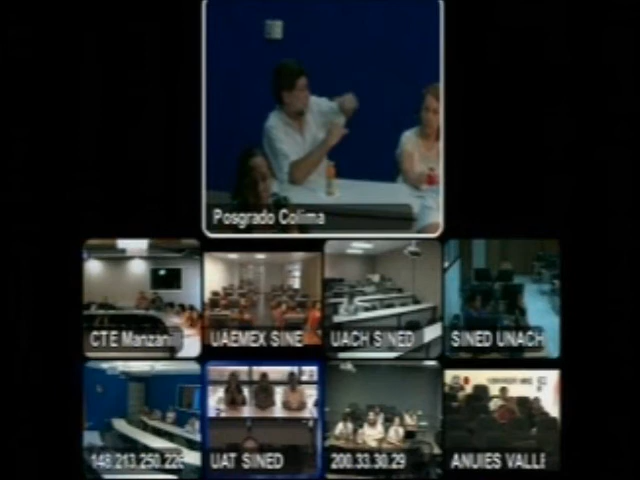 Posgrado Colima
CTE Manzani
UAEMEX SINE
UACH SINED
SINED UNACH
148.213.250.226
UAT SINED
200.33.30.29
ANUIES VALLE